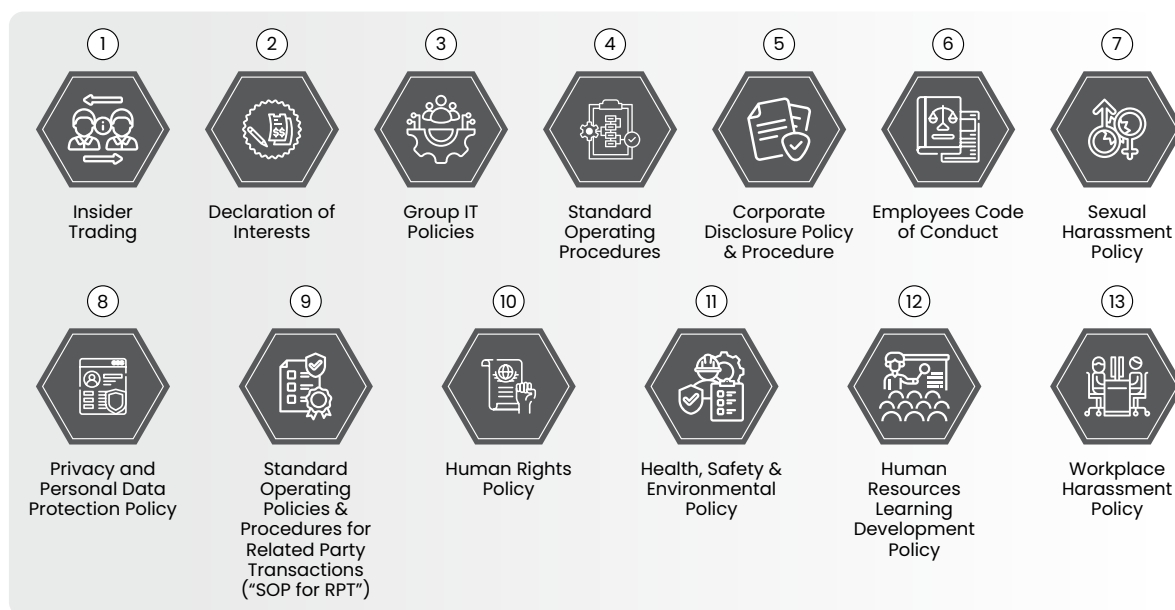 1
2
3
4
5
6
7
Insider
Trading
Declaration of
Interests
Group IT
Policies
Standard
Operating
Procedures
Corporate
Disclosure Policy
& Procedure
Employees Code
of Conduct
Sexual
Harassment
Policy
8
9
10
11
12
13
Privacy and
Personal Data
Protection Policy
Standard
Operating
Policies &
Procedures for
Related Party
Transactions
(“SOP for RPT”)
Human Rights
Policy
Health, Safety &
Environmental
Policy
Human
Resources
Learning
Development
Policy
Workplace
Harassment
Policy